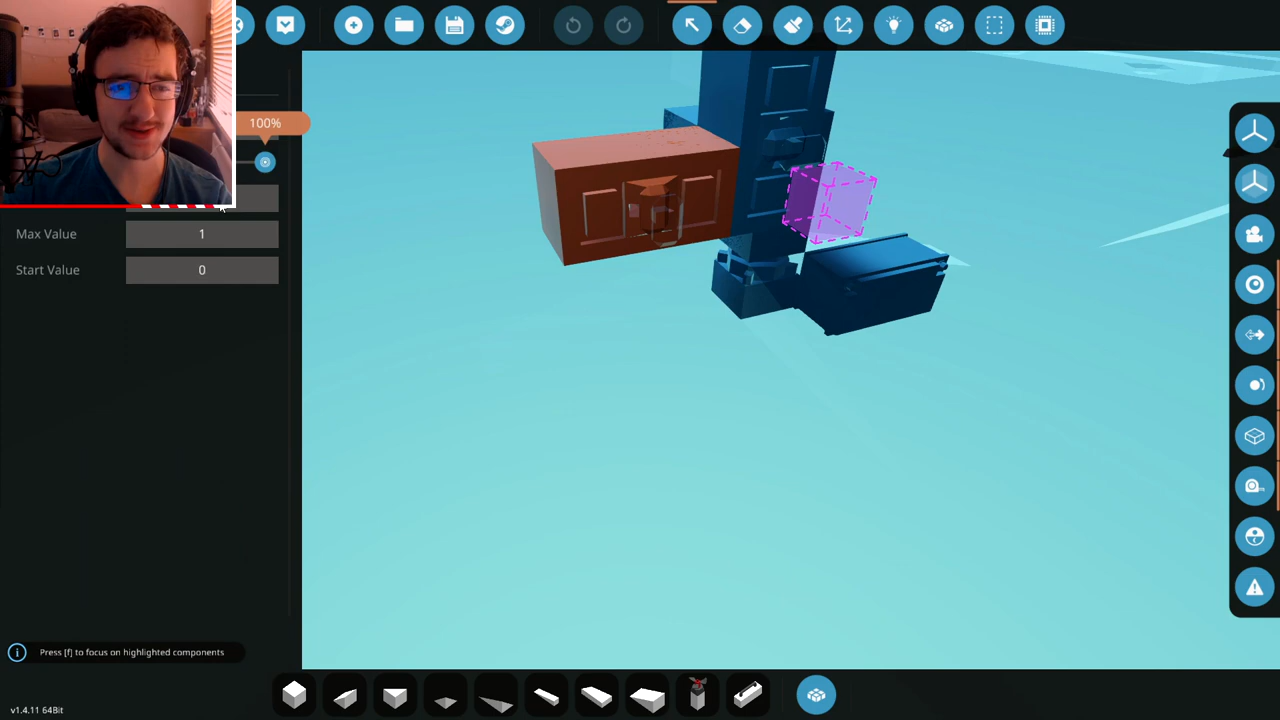 100%
Max Value 1
Start Value 0
Press [f] to focus on highlighted components
v1.4.11 64Bit